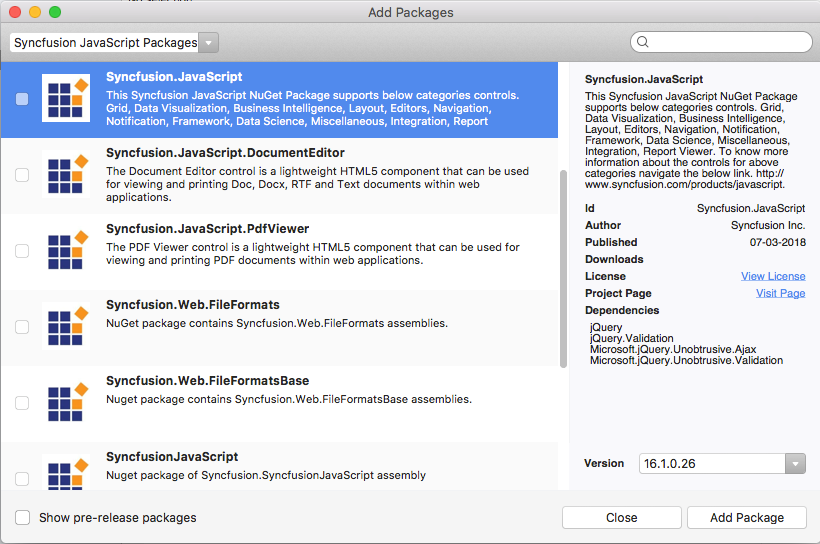 Add Packages
Syncfusion JavaScript Packages
Syncfusion.JavaScript
This Syncfusion JavaScript NuGet Package supports below categories controls.
Grid, Data Visualization, Business Intelligence, Layout, Editors, Navigation,
Notification, Framework, Data Science, Miscellaneous, Integration, Report
Syncfusion.JavaScript.DocumentEditor
The Document Editor control is a lightweight HTML5 component that can be used
for viewing and printing Doc, Docx, RTF and Text documents within web
applications.
Syncfusion.JavaScript.PdfViewer
The PDF Viewer control is a lightweight HTML5 component that can be used for
viewing and printing PDF documents within web applications.
Syncfusion.Web.FileFormats
NuGet package contains Syncfusion.Web.FileFormats assemblies.
Syncfusion.Web.FileFormatsBase
Nuget package contains Syncfusion.Web.FileFormatsBase assemblies.
SyncfusionJavaScript
Nuget package of Syncfusion.SyncfusionJavaScript assembly
Syncfusion.JavaScript
This Syncfusion JavaScript NuGet Package
supports below categories controls. Grid,
Data Visualization, Business Intelligence,
Layout, Editors, Navigation, Notification,
Framework, Data Science, Miscellaneous,
Integration, Report Viewer. To know more
information about the controls for above
categories navigate the below link. http://
www.syncfusion.com/products/javascript.
Id Syncfusion.JavaScript
Author Syncfusion Inc.
Published 07-03-2018
Downloads
License View License
Project Page Visit Page
Dependencies
jQuery
jQuery.Validation
Microsoft.jQuery.Unobtrusive.Ajax
Microsoft.jQuery.Unobtrusive.Validation
Version 16.1.0.26
Show pre-release packages
Close
Add Package